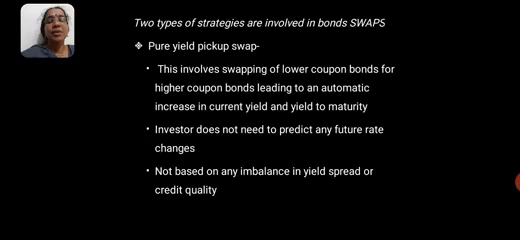 Two types of strategies are involved in bonds SWAPS
❖ Pure yield pickup swap-
• This involves swapping of lower coupon bonds for
higher coupon bonds leading to an automatic
increase in current yield and yield to maturity
• Investor does not need to predict any future rate
changes
• Not based on any imbalance in yield spread or
credit quality